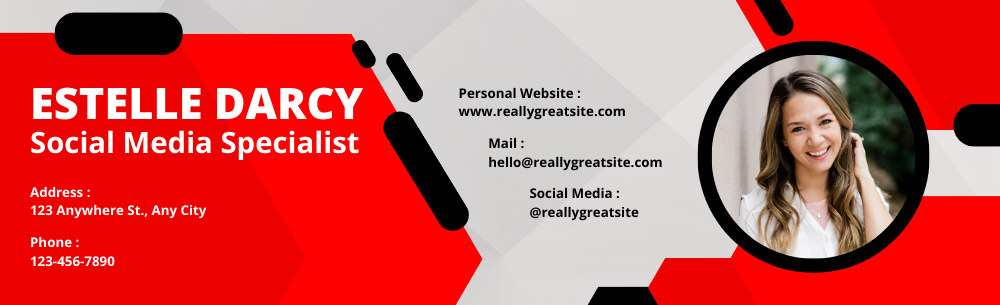 ESTELLE DARCY
Social Media Specialist
Address :
123 Anywhere St., Any City
Phone :
123-456-7890
Personal Website :
www.reallygreatsite.com
Mail :
hello@reallygreatsite.com
Social Media :
@reallygreatsite